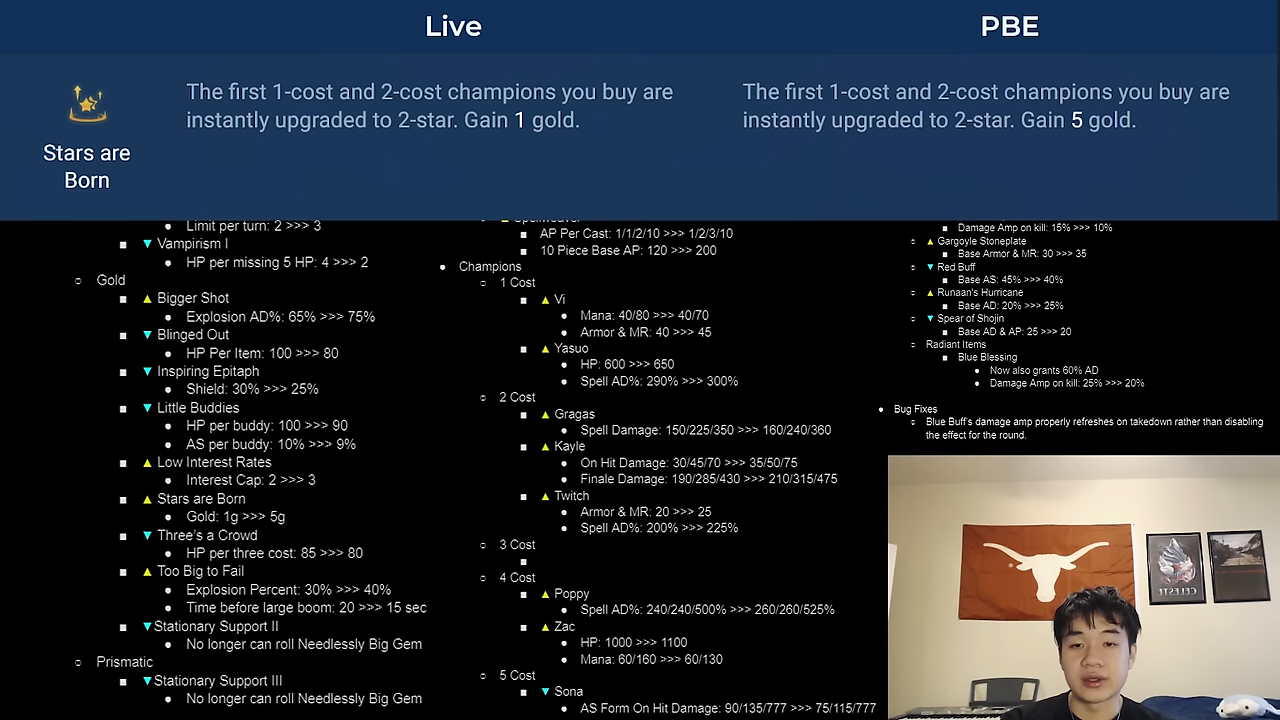 Live
PBE
Stars are
Born
The first 1-cost and 2-cost champions you buy are
instantly upgraded to 2-star. Gain 1 gold.
The first 1-cost and 2-cost champions you buy are
instantly upgraded to 2-star. Gain 5 gold.
Limit per turn: 2 >>> 3
▼ Vampirism I
HP per missing 5 HP: 4 >>> 2
Gold
▲ Bigger Shot
Explosion AD%: 65% >>> 75%
▼ Blinged Out
HP Per Item: 100 >>> 80
▼ Inspiring Epitaph
Shield: 30% >>> 25%
▼ Little Buddies
HP per buddy: 100 >>> 90
AS per buddy: 10% >>> 9%
▲ Low Interest Rates
Interest Cap: 2 >>> 3
▲ Stars are Born
Gold: 1g >>> 5g
▼ Three's a Crowd
HP per three cost: 85 >>> 80
▲ Too Big to Fail
Explosion Percent: 30% >>> 40%
Time before large boom: 20 >>> 15 sec
▼Stationary Support II
No longer can roll Needlessly Big Gem
Prismatic
▼Stationary Support III
No longer can roll Needlessly Big Gem
AP Per Cast: 1/1/2/10 >>> 1/2/3/10
10 Piece Base AP: 120 >>> 200
Champions
1 Cost
▲ Vi
Mana: 40/80 >>> 40/70
Armor & MR: 40 >>> 45
▲ Yasuo
HP: 600 >>> 650
Spell AD%: 290% >>> 300%
2 Cost
▲ Gragas
Spell Damage: 150/225/350 >>> 160/240/360
▲ Kayle
On Hit Damage: 30/45/70 >>> 35/50/75
Finale Damage: 190/285/430 >>> 210/315/475
▲ Twitch
Armor & MR: 20 >>> 25
Spell AD%: 200% >>> 225%
3 Cost
4 Cost
▲ Poppy
Spell AD%: 240/240/500% >>> 260/260/525%
▲ Zac
HP: 1000 >>> 1100
Mana: 60/160 >>> 60/130
5 Cost
▼ Sona
AS Form On Hit Damage: 90/135/777 >>> 75/115/777
Damage Amp on kill: 15% >>> 10%
▲ Gargoyle Stoneplate
Base Armor & MR: 30 >>> 35
▼ Red Buff
Base AS: 45% >>> 40%
▲ Runaan's Hurricane
Base AD: 20% >>> 25%
▼ Spear of Shojin
Base AD & AP: 25 >>> 20
Radiant Items
Blue Blessing
Now also grants 60% AD
Damage Amp on kill: 25% >>> 20%
Bug Fixes
Blue Buff's damage amp properly refreshes on takedown rather than disabling
the effect for the round.
CELESTE